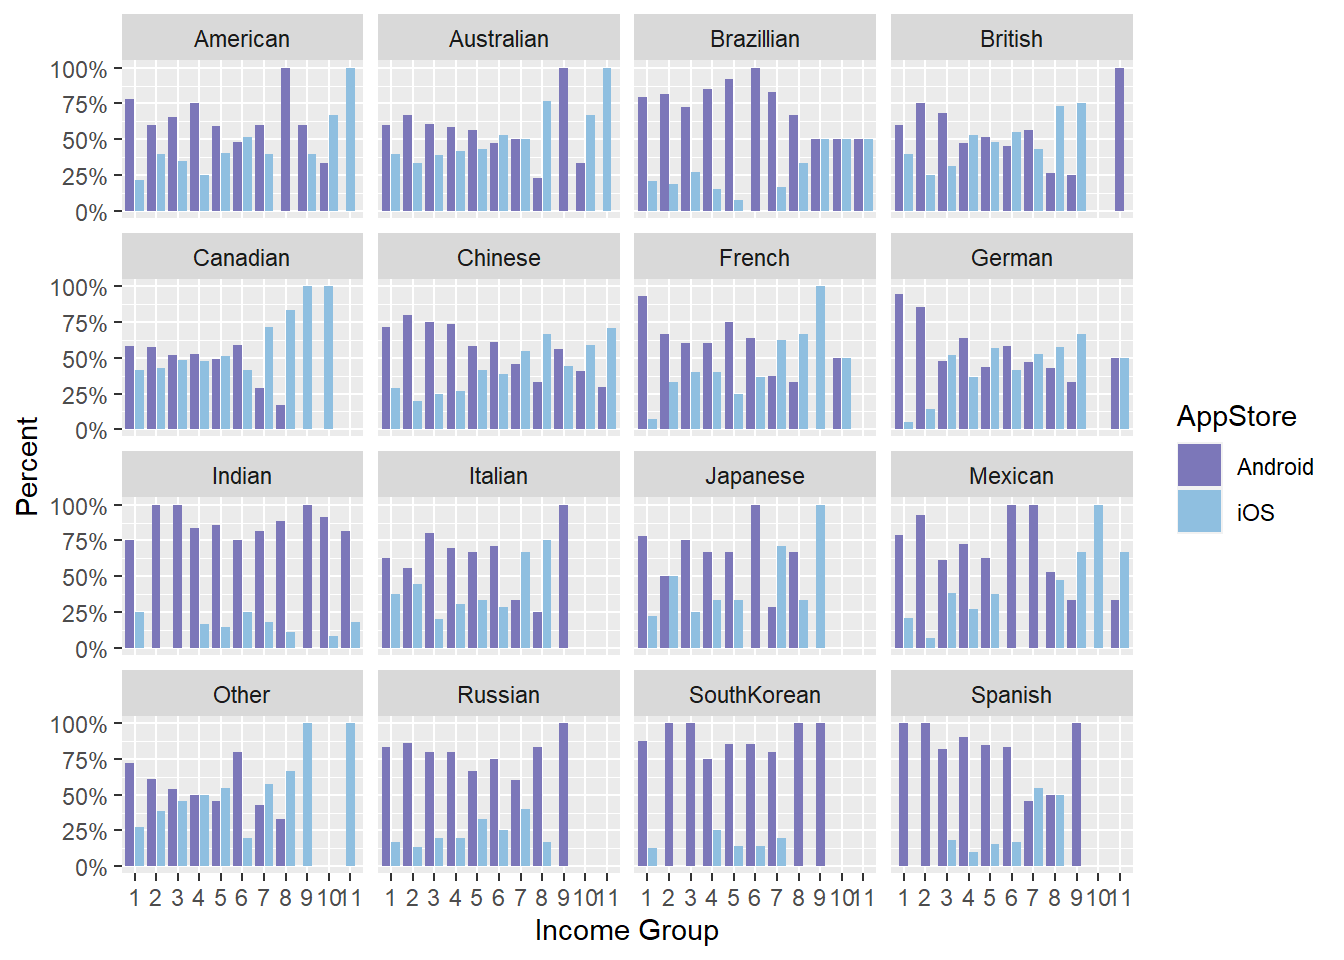 American Australian Brazillian British
100%
75%
50%
25%
0%
Canadian Chinese French German
100%
75%
50%
25%
0%
Indian Italian Japanese Mexican
100%
75%
50%
25%
0%
Other Russian SouthKorean Spanish
100%
75%
50%
25%
0%
1 2 3 4 5 6 7 8 9 10 11 1 2 3 4 5 6 7 8 9 10 11 1 2 3 4 5 6 7 8 9 10 11 1 2 3 4 5 6 7 8 9 10 11
Income Group
Percent
AppStore
Android
iOS